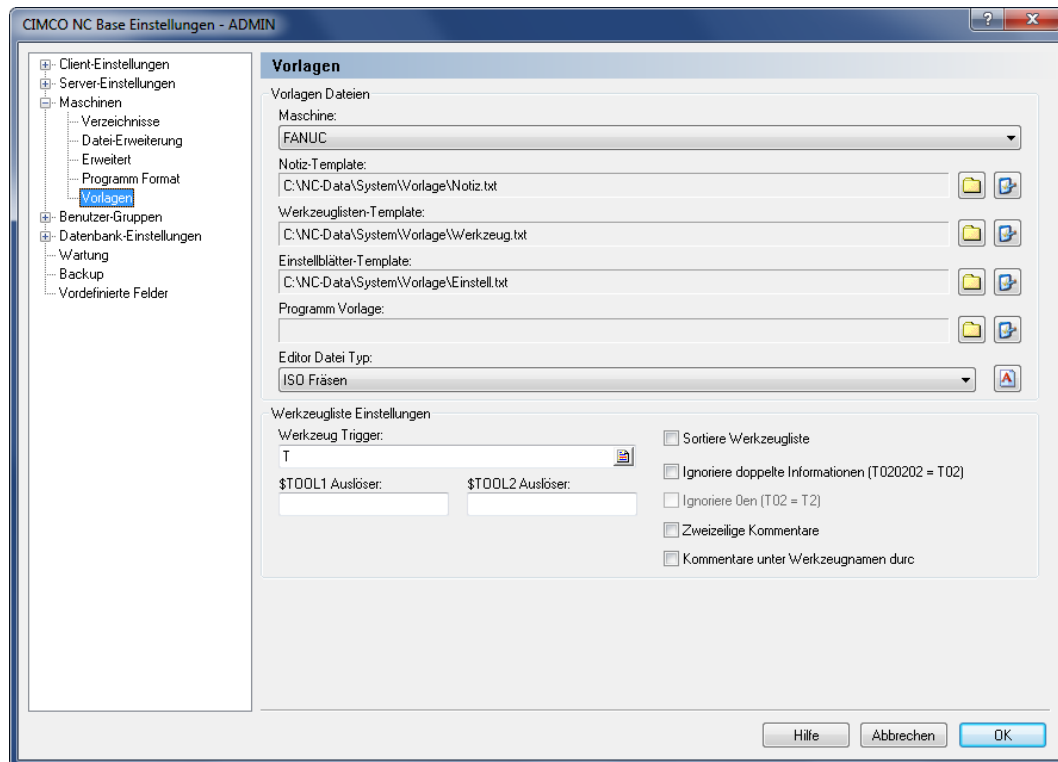 CIMCO NC Base Einstellungen - ADMIN
Client-Einstellungen
Server-Einstellungen
Maschinen
Verzeichnisse
Datei-Erweiterung
Erweitert
Programm Format
Vorlagen
Benutzer-Gruppen
Datenbank-Einstellungen
Wartung
Backup
Vordefinierte Felder
Vorlagen
Vorlagen Dateien
Maschine:
FANUC
Notiz-Template:
C:\NC-Data\System\Vorlage\Notiz.txt
Werkzeuglisten-Template:
C:\NC-Data\System\Vorlage\Werkzeug.txt
Einstellblätter-Template:
C:\NC-Data\System\Vorlage\Einstell.txt
Programm Vorlage:
Editor Datei Typ:
ISO Fräsen
Werkzeugliste Einstellungen
Werkzeug Trigger:
T
$TOOL1 Auslöser:
$TOOL2 Auslöser:
Sortiere Werkzeugliste
Ignoriere doppelte Informationen (T020202 = T02)
Ignoriere 0en (T02 = T2)
Zweizeilige Kommentare
Kommentare unter Werkzeugnamen durc
Hilfe
Abbrechen
OK